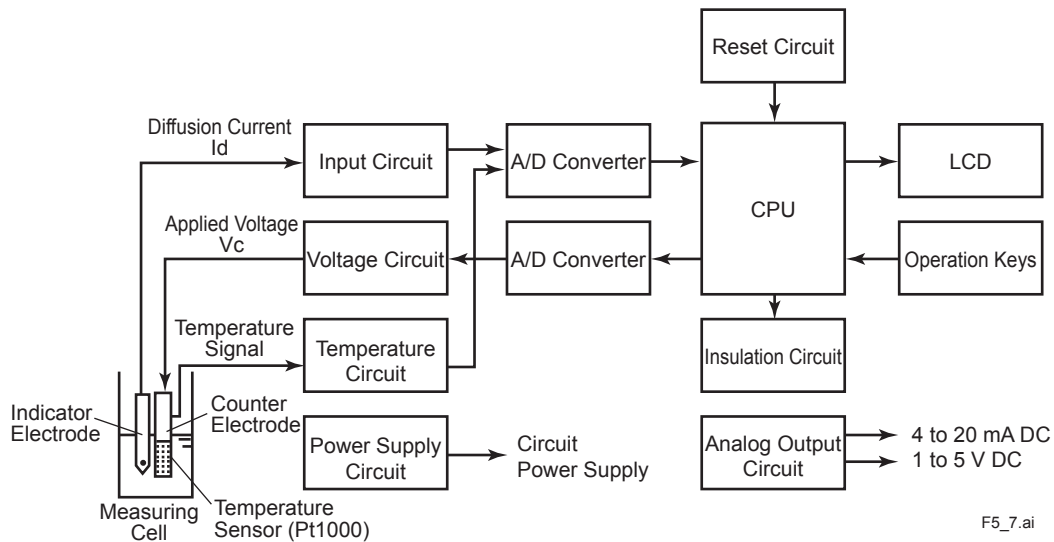 Reset Circuit
Diffusion Current
Id
Input Circuit
A/D Converter
CPU
LCD
Applied Voltage
Vc
Voltage Circuit
A/D Converter
Operation Keys
Temperature
Signal
Temperature
Circuit
Insulation Circuit
Indicator
Electrode
Counter
Electrode
Power Supply
Circuit
Circuit
Power Supply
Analog Output
Circuit
4 to 20 mA DC
1 to 5 V DC
Measuring
Cell
Temperature
Sensor (Pt1000)
F5_7.ai